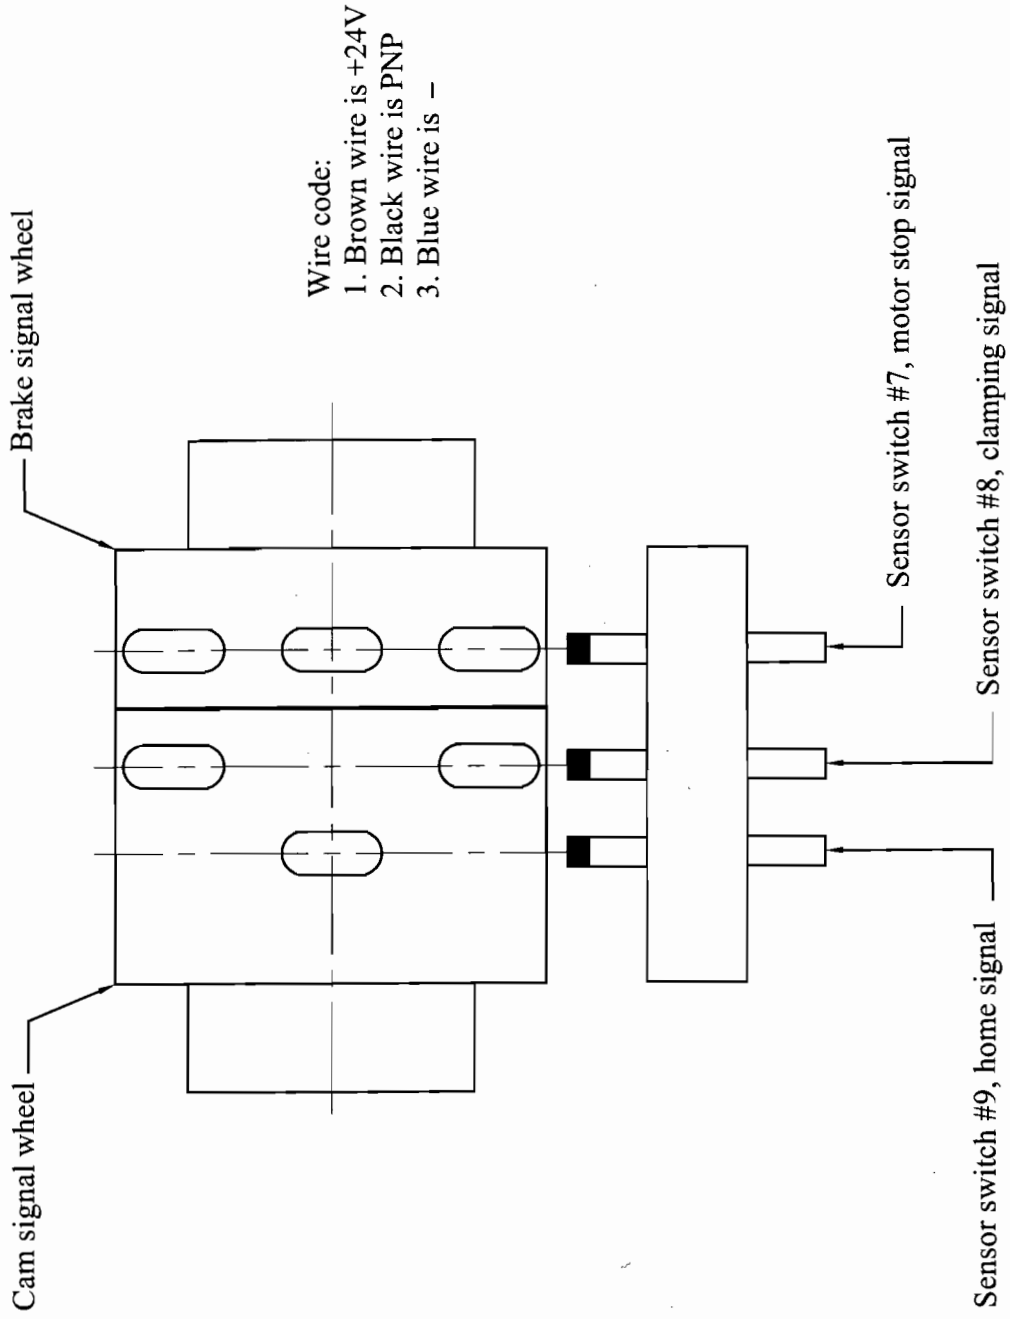 Cam signal wheel
Brake signal wheel
Wire code:
1. Brown wire is +24V
2. Black wire is PNP
3. Blue wire is –
Sensor switch #7, motor stop signal
Sensor switch #8, clamping signal
Sensor switch #9, home signal